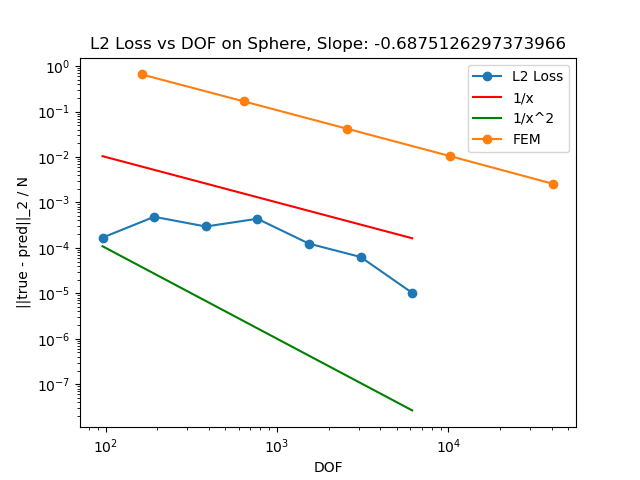 L2 Loss vs DOF on Sphere, Slope: -0.6875126297373966
10^0
10^-1
10^-2
10^-3
10^-4
10^-5
10^-6
10^-7
||true - pred||_2 / N
L2 Loss
1/x
1/x^2
FEM
10^2
10^3
10^4
DOF